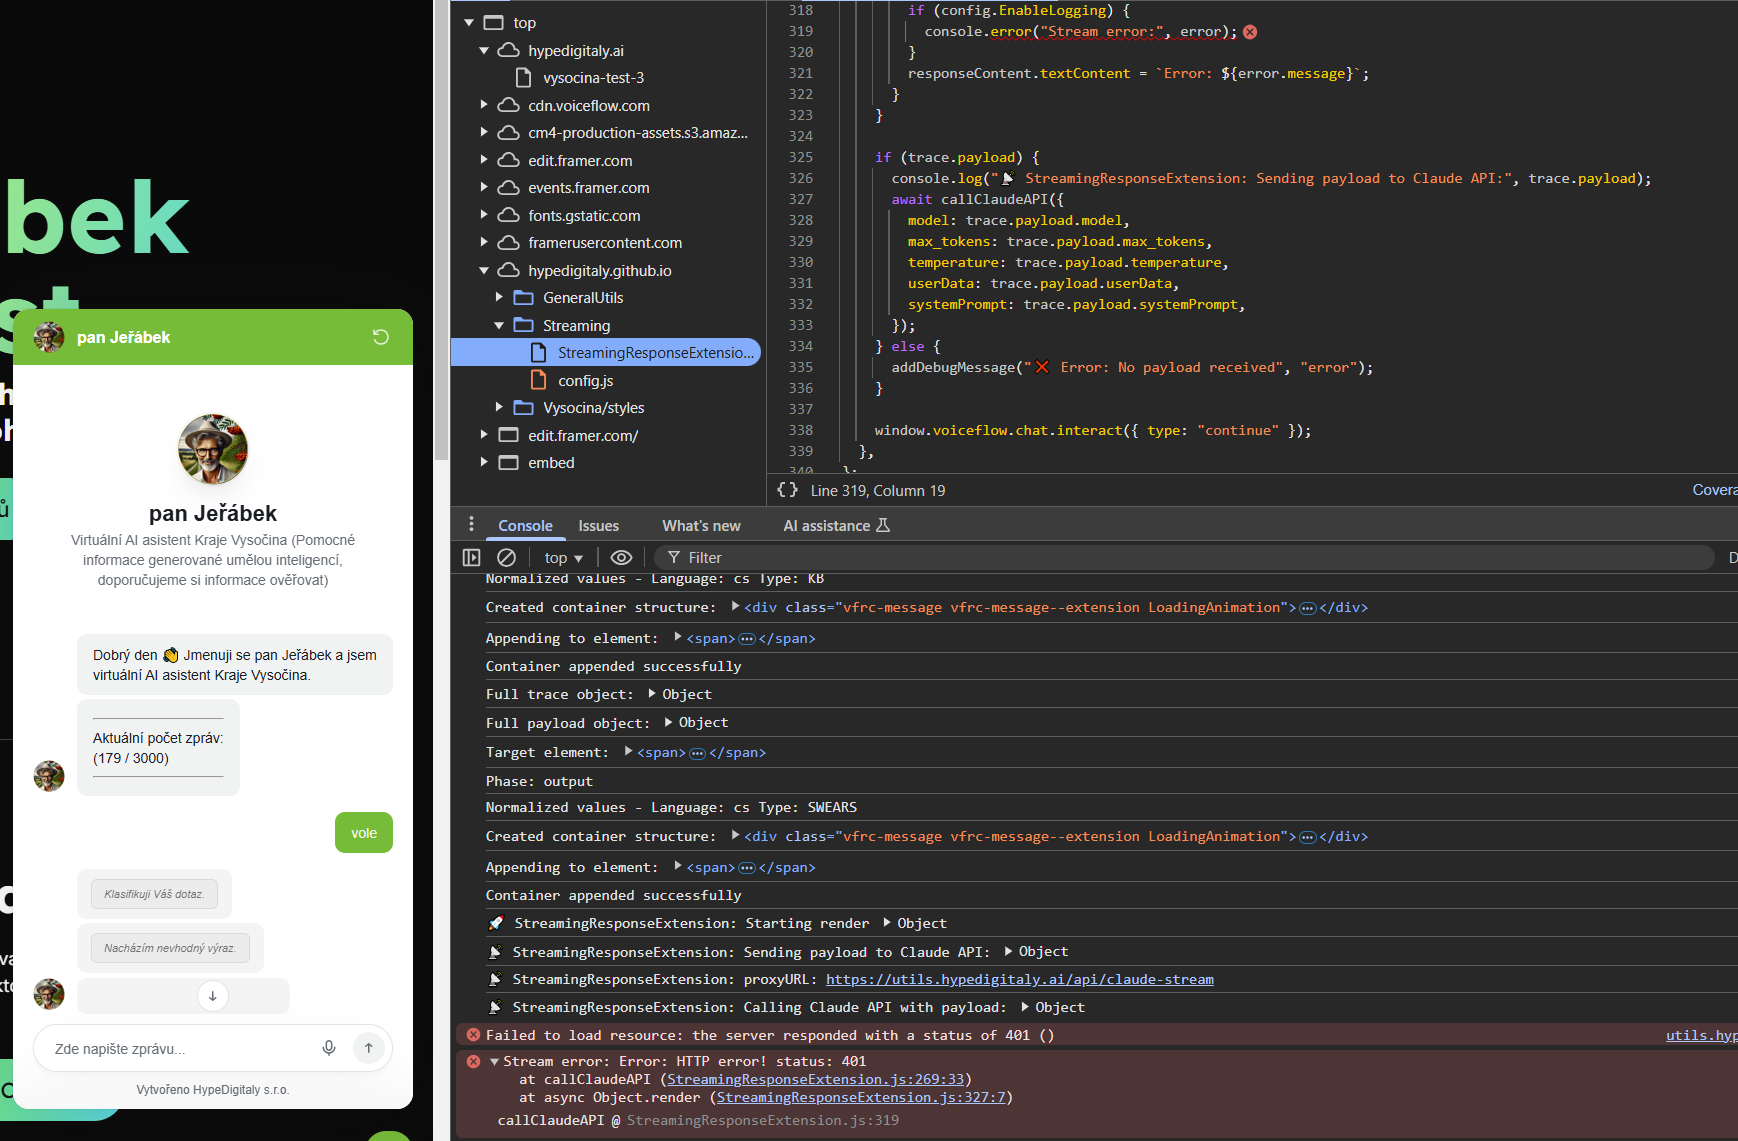 bek
st
pan Jeřábek
pan Jeřábek
Virtuální AI asistent Kraje Vysočina (Pomocné
informace generované umělou inteligencí,
doporučujeme si informace ověřovat)
Dobrý den 👋 Jmenuji se pan Jeřábek a jsem
virtuální AI asistent Kraje Vysočina.
Aktuální počet zpráv:
(179 / 3000)
vole
Klasifikuji Váš dotaz.
Nacházím nevhodný výraz.
Zde napište zprávu...
Vytvořeno HypeDigitaly s.r.o.
top
hypedigitaly.ai
vysocina-test-3
cdn.voiceflow.com
cm4-production-assets.s3.amaz...
edit.framer.com
events.framer.com
fonts.gstatic.com
framerusercontent.com
hypedigitaly.github.io
GeneralUtils
Streaming
StreamingResponseExtensio...
config.js
Vysocina/styles
edit.framer.com/
embed
318 if (config.EnableLogging) {
319 console.error("Stream error:", error);
320 }
321 responseContent.textContent = `Error: ${error.message}`;
322 }
323 }
324
325 if (trace.payload) {
326 console.log("📡 StreamingResponseExtension: Sending payload to Claude API:", trace.payload);
327 await callClaudeAPI({
328 model: trace.payload.model,
329 max_tokens: trace.payload.max_tokens,
330 temperature: trace.payload.temperature,
331 userData: trace.payload.userData,
332 systemPrompt: trace.payload.systemPrompt,
333 });
334 } else {
335 addDebugMessage("❌ Error: No payload received", "error");
336 }
337
338 window.voiceflow.chat.interact({ type: "continue" });
339 },
340 };
{} Line 319, Column 19
Covera
Console Issues What's new AI assistance
top Filter
Normalized values - Language: cs Type: KB
Created container structure: <div class="vfrc-message vfrc-message--extension LoadingAnimation">…</div>
Appending to element: <span>…</span>
Container appended successfully
Full trace object: Object
Full payload object: Object
Target element: <span>…</span>
Phase: output
Normalized values - Language: cs Type: SWEARS
Created container structure: <div class="vfrc-message vfrc-message--extension LoadingAnimation">…</div>
Appending to element: <span>…</span>
Container appended successfully
🚀 StreamingResponseExtension: Starting render Object
📡 StreamingResponseExtension: Sending payload to Claude API: Object
📡 StreamingResponseExtension: proxyURL: https://utils.hypedigitaly.ai/api/claude-stream
📡 StreamingResponseExtension: Calling Claude API with payload: Object
Failed to load resource: the server responded with a status of 401 () utils.hyp
Stream error: Error: HTTP error! status: 401
at callClaudeAPI (StreamingResponseExtension.js:269:33)
at async Object.render (StreamingResponseExtension.js:327:7)
callClaudeAPI @ StreamingResponseExtension.js:319